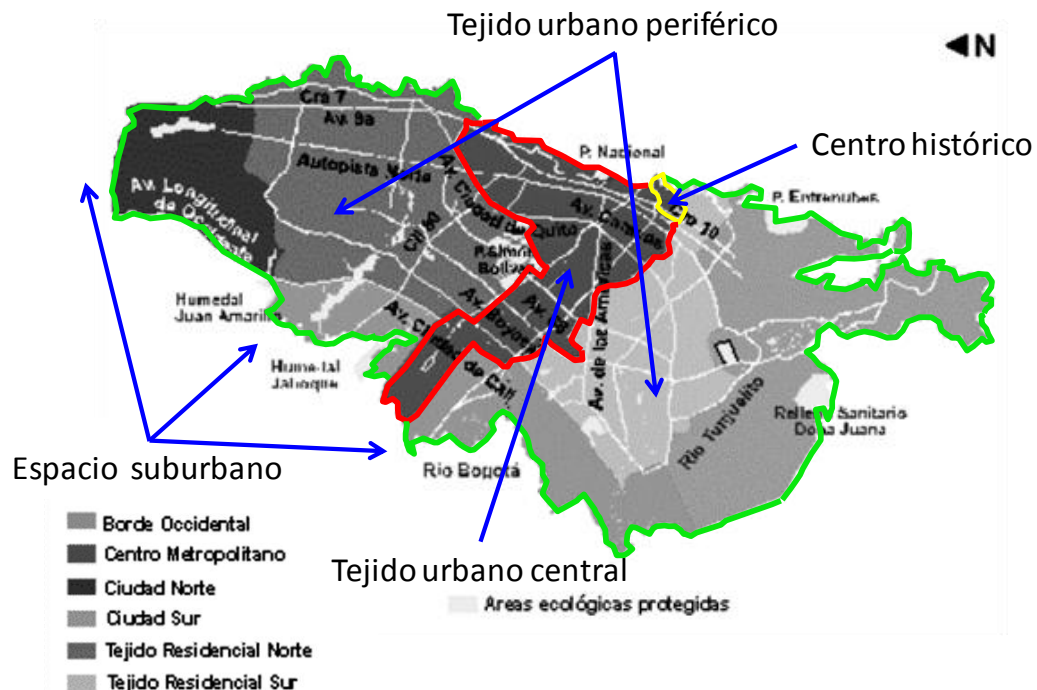 Tejido urbano periférico
N
Centro histórico
Cra 7
Av. 9a
P. Nacional
Autopista Norte
Av. Ciudad de Quito
Av. Caracas
Cra 10
P. Entrenubes
Av. Longitudinal
de Occidente
Cll 80
P. Simón
Bolívar
Humedal
Juan Amarillo
Av. Boyacá
Av. 68
Av. de las Américas
Av. Ciudad de Cali
Humedal
Jaboque
Relleno Sanitario
Dona Juana
Río Tunjuelito
Espacio suburbano
Río Bogotá
Tejido urbano central
Borde Occidental
Centro Metropolitano
Ciudad Norte
Ciudad Sur
Tejido Residencial Norte
Tejido Residencial Sur
Areas ecológicas protegidas